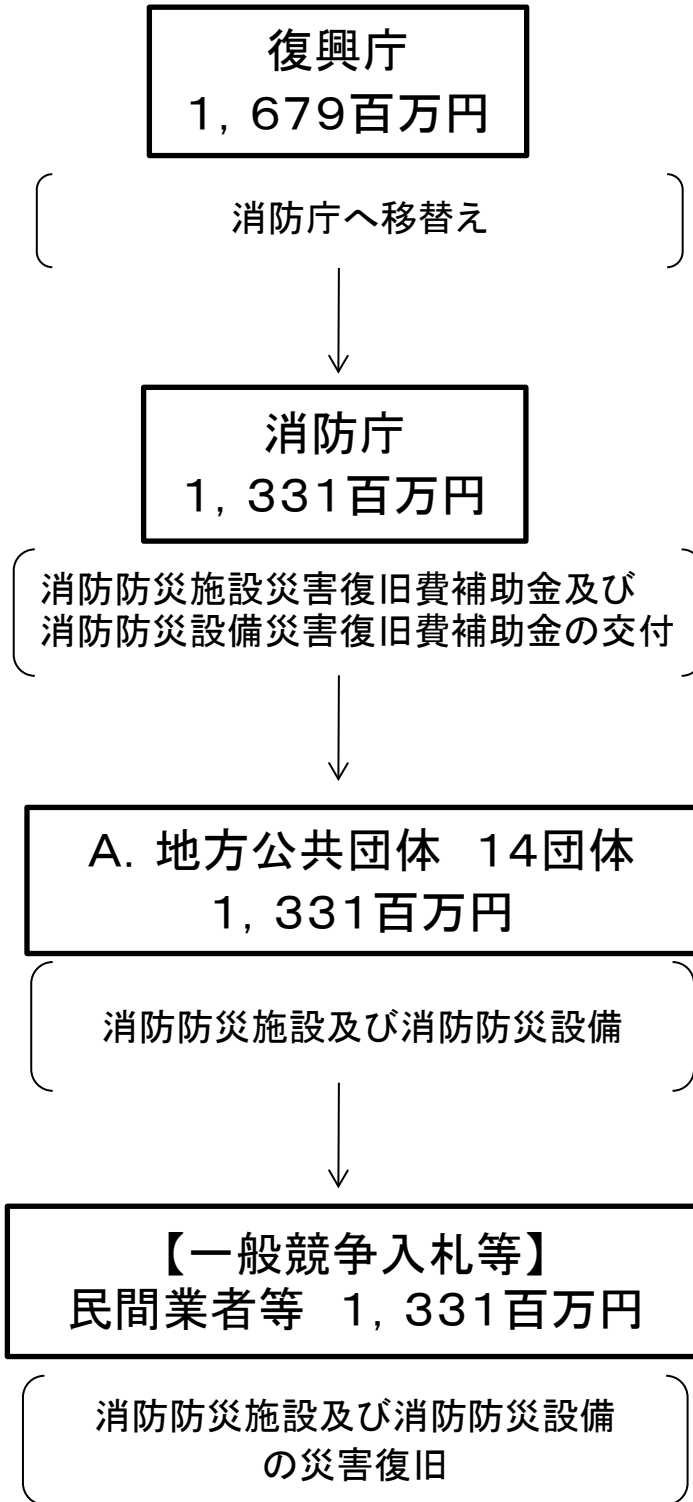 復興庁
１，６７９百万円
消防庁へ移替え
消防庁
１，３３１百万円
消防防災施設災害復旧費補助金及び
消防防災設備災害復旧費補助金の交付
Ａ．地方公共団体　１４団体
１，３３１百万円
消防防災施設及び消防防災設備
【一般競争入札等】
民間業者等　１，３３１百万円
消防防災施設及び消防防災設備
の災害復旧